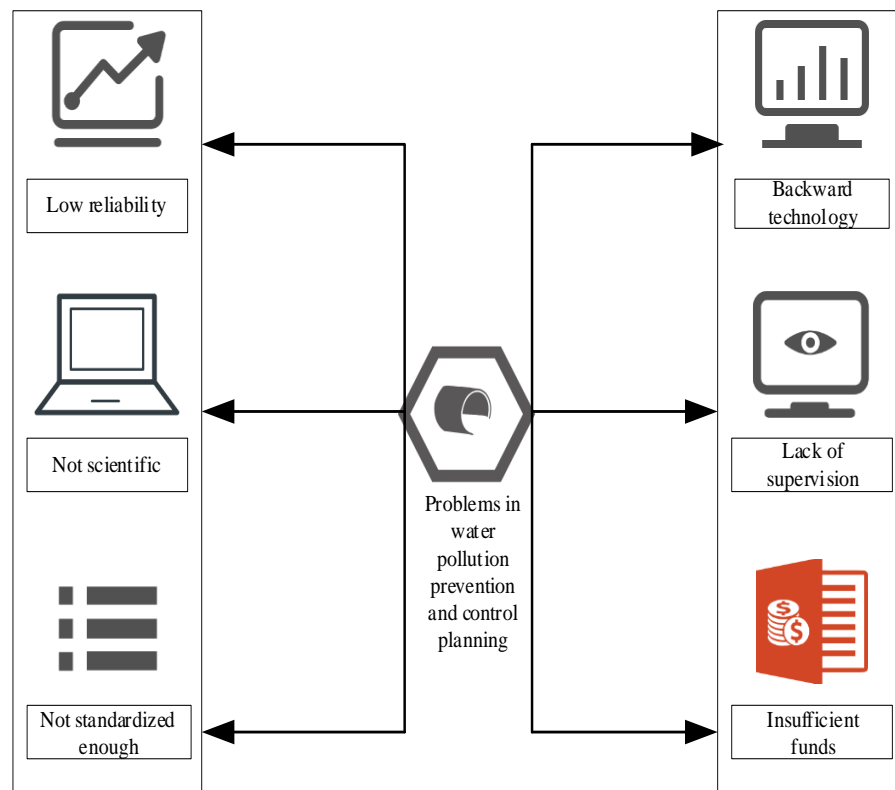 Low reliability
Not scientific
Not standardized
enough
Problems in
water
pollution
prevention
and control
planning
Backward
technology
Lack of
supervision
Insufficient
funds